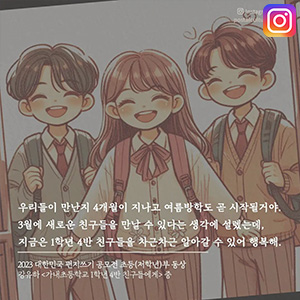 우리들이 만난지 4개월이 지나고 여름방학도 곧 시작될거야.
3월에 새로운 친구들을 만날 수 있다는 생각에 설렜는데,
지금은 1학년 4반 친구들을 차근차근 알아갈 수 있어 행복해.
2023 대한민국 편지쓰기 공모전 초등(저학년)부 동상
김유하 <가내초등학교 1학년 4반 친구들에게> 중